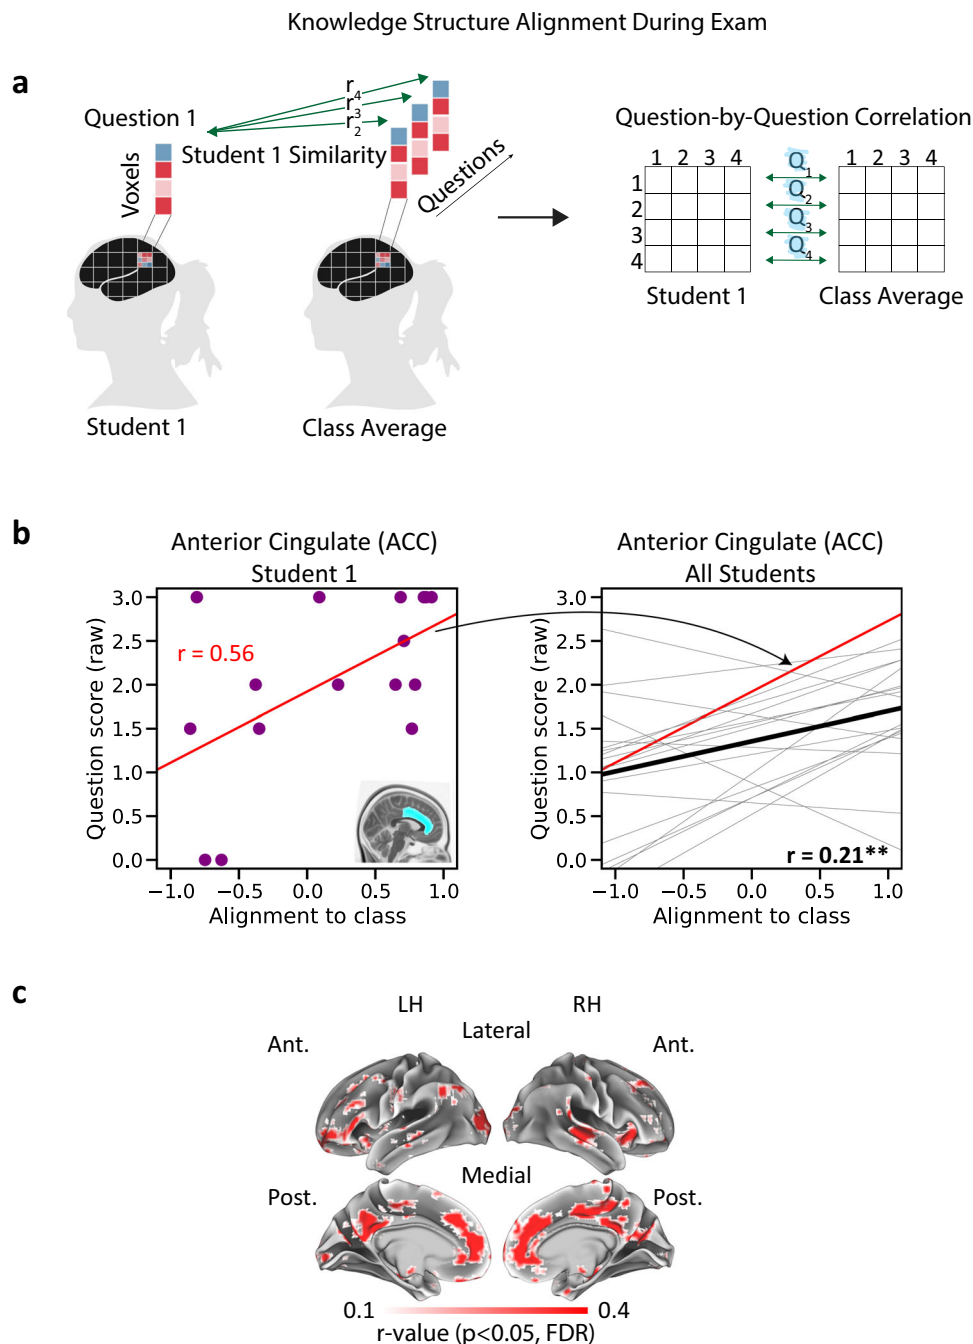 Knowledge Structure Alignment During Exam
a
Question 1
Voxels
r4
r3
r2
Student 1 Similarity
Questions
Student 1
Class Average
Question-by-Question Correlation
1 2 3 4 1 2 3 4
Q1
1
Q2
2
Q3
3
Q4
4
Student 1 Class Average
b
Anterior Cingulate (ACC)
Student 1
Question score (raw)
3.0
2.5
2.0
1.5
1.0
0.5
0.0
r = 0.56
−1.0 −0.5 0.0 0.5 1.0
Alignment to class
Anterior Cingulate (ACC)
All Students
Question score (raw)
3.0
2.5
2.0
1.5
1.0
0.5
0.0
r = 0.21**
−1.0 −0.5 0.0 0.5 1.0
Alignment to class
c
LH RH
Lateral
Ant. Ant.
Medial
Post. Post.
0.1 0.4
r-value (p<0.05, FDR)